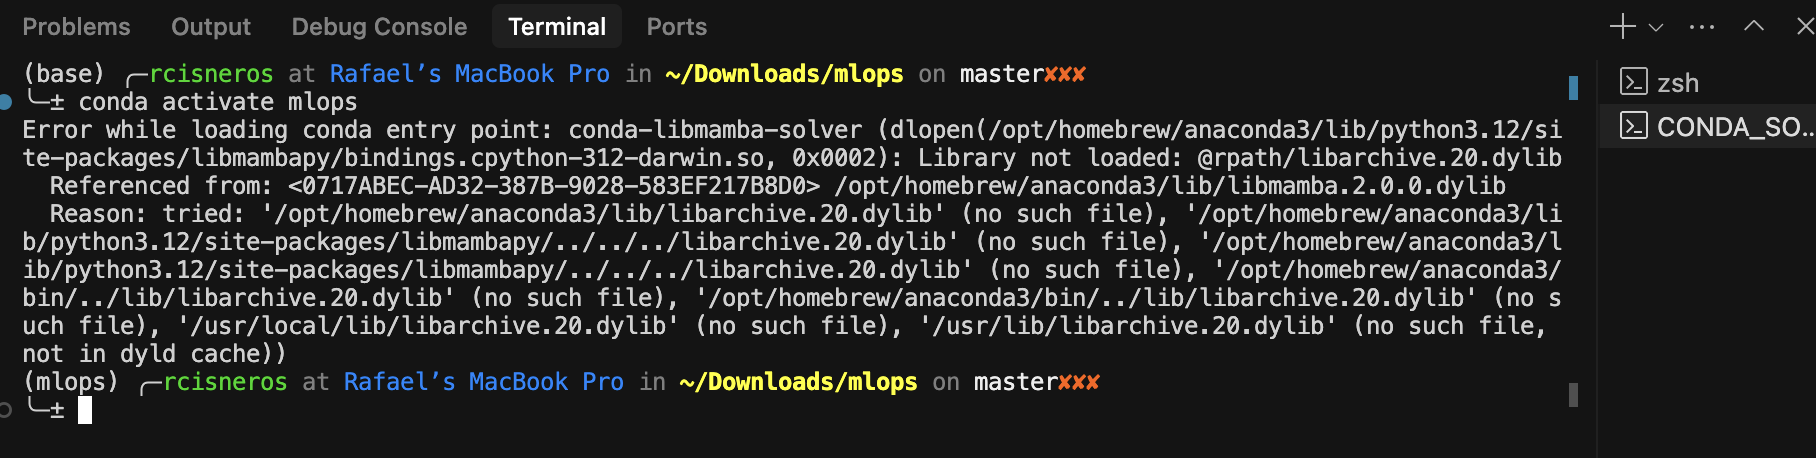 Problems Output Debug Console Terminal Ports
(base) ╭─rcisneros at Rafael’s MacBook Pro in ~/Downloads/mlops on master✘✘✘
╰─± conda activate mlops
Error while loading conda entry point: conda-libmamba-solver (dlopen(/opt/homebrew/anaconda3/lib/python3.12/si
te-packages/libmambapy/bindings.cpython-312-darwin.so, 0x0002): Library not loaded: @rpath/libarchive.20.dylib
  Referenced from: <0717ABEC-AD32-387B-9028-583EF217B8D0> /opt/homebrew/anaconda3/lib/libmamba.2.0.0.dylib
  Reason: tried: '/opt/homebrew/anaconda3/lib/libarchive.20.dylib' (no such file), '/opt/homebrew/anaconda3/li
b/python3.12/site-packages/libmambapy/../../../libarchive.20.dylib' (no such file), '/opt/homebrew/anaconda3/l
ib/python3.12/site-packages/libmambapy/../../../libarchive.20.dylib' (no such file), '/opt/homebrew/anaconda3/
bin/../lib/libarchive.20.dylib' (no such file), '/opt/homebrew/anaconda3/bin/../lib/libarchive.20.dylib' (no s
uch file), '/usr/local/lib/libarchive.20.dylib' (no such file), '/usr/lib/libarchive.20.dylib' (no such file,
not in dyld cache))
(mlops) ╭─rcisneros at Rafael’s MacBook Pro in ~/Downloads/mlops on master✘✘✘
╰─±
zsh
CONDA_SO...